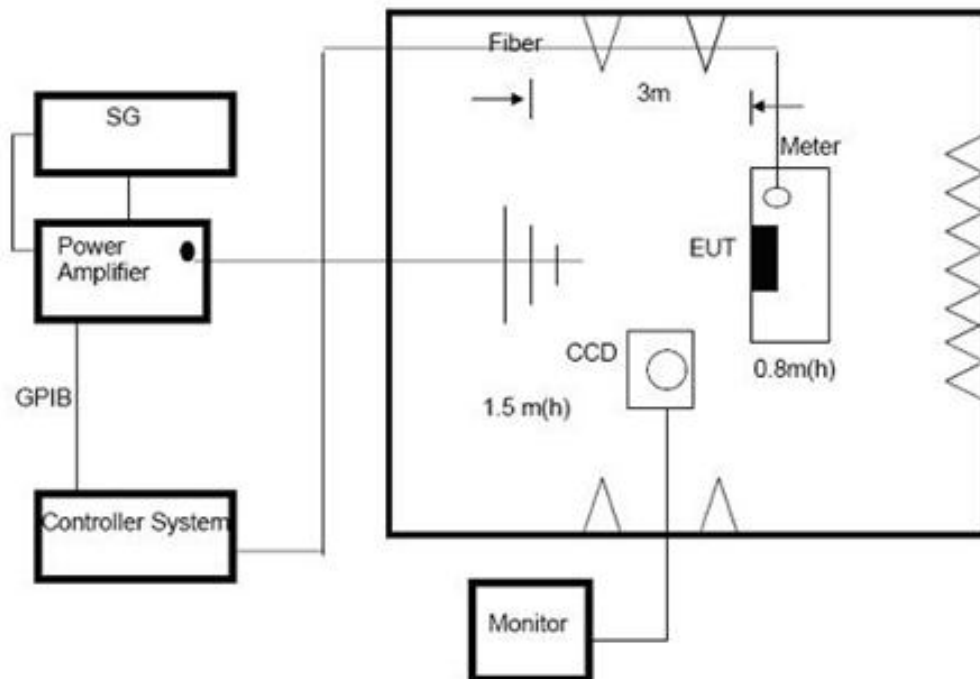 SG
Power
Amplifier
GPIB
Controller System
Fiber
3m
Meter
EUT
CCD
0.8m(h)
1.5 m(h)
Monitor